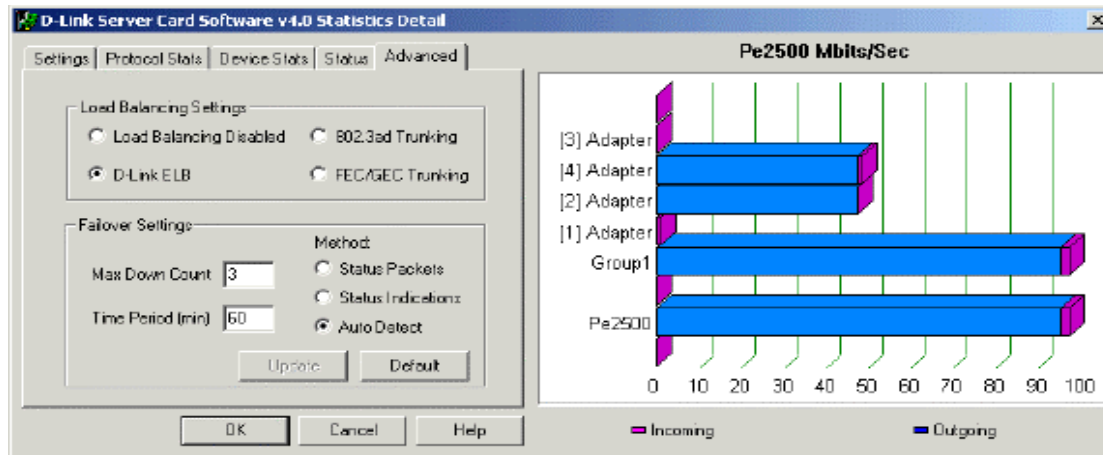 D-Link Server Card Software v4.0 Statistics Detail
Settings
Protocol Stats
Device Stats
Status
Advanced
Load Balancing Settings
Load Balancing Disabled
802.3ad Trunking
D-Link ELB
FEC/GEC Trunking
Failover Settings
Method:
Max Down Count 3
Status Packets
Status Indications
Time Period (min) 60
Auto Detect
Update
Default
OK
Cancel
Help
Pe2500 Mbits/Sec
[3] Adapter
[4] Adapter
[2] Adapter
[1] Adapter
Group1
Pe2500
0 10 20 30 40 50 60 70 80 90 100
Incoming
Outgoing